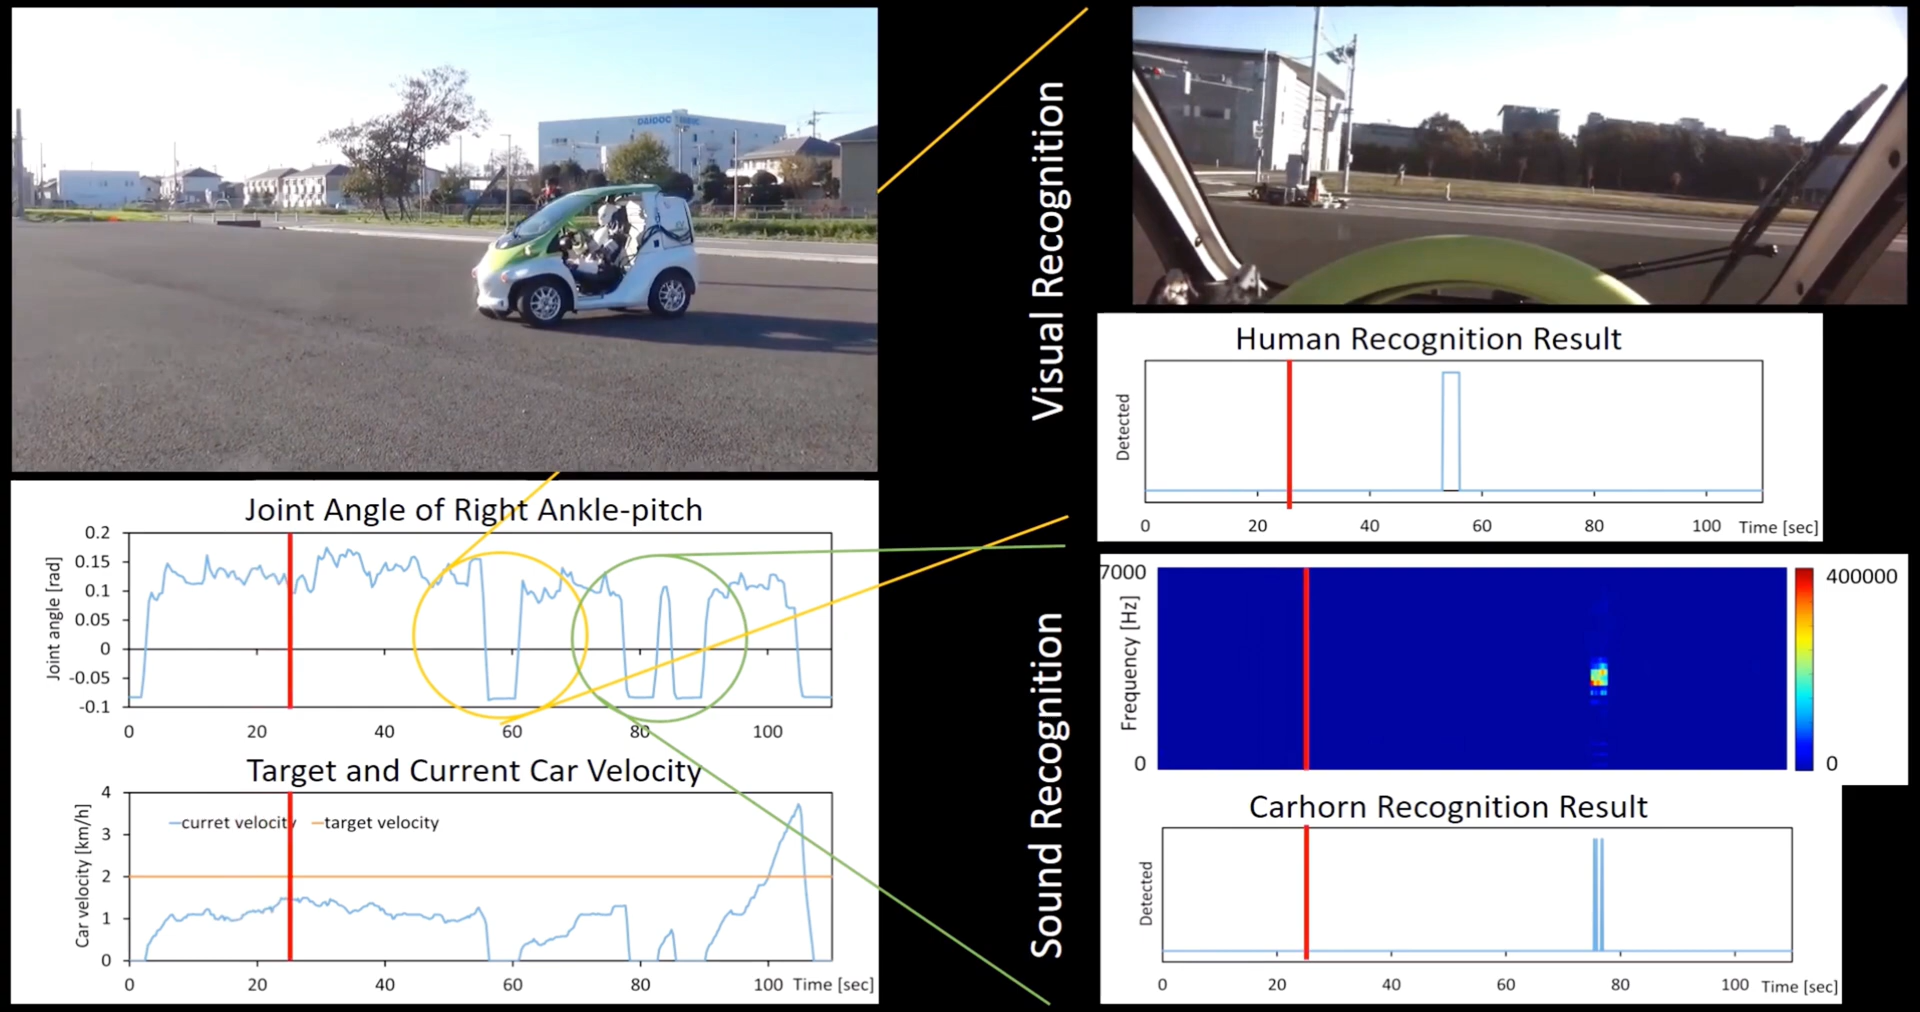 DAIDOC
Visual Recognition
Human Recognition Result
Detected
0 20 40 60 80 100 Time [sec]
Joint Angle of Right Ankle-pitch
Joint angle [rad]
0.2
0.15
0.1
0.05
0
-0.05
-0.1
0 20 40 60 80 100
Target and Current Car Velocity
Car velocity [km/h]
4
curret velocity target velocity
3
2
1
0
0 20 40 60 80 100 Time [sec]
Sound Recognition
7000
Frequency [Hz]
0
400000
0
Carhorn Recognition Result
Detected
0 20 40 60 80 100 Time [sec]